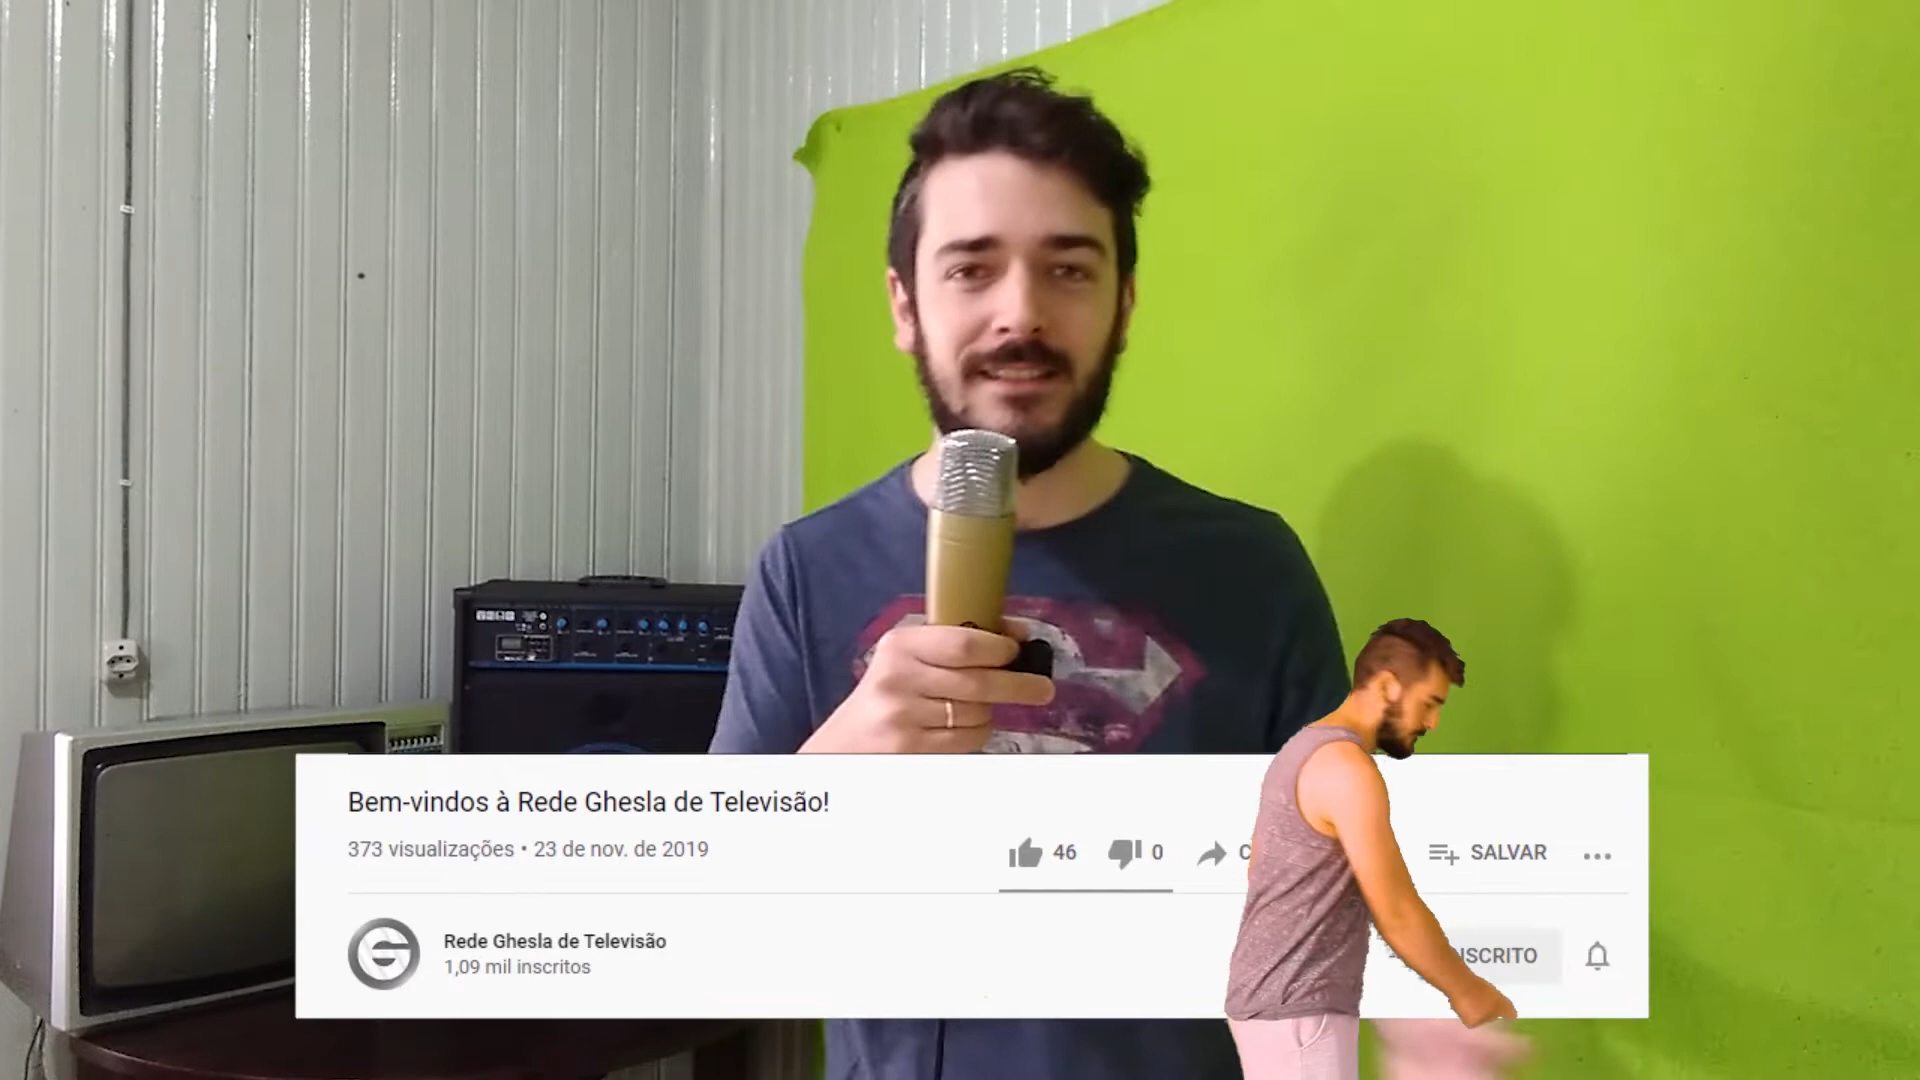 Bem-vindos à Rede Ghesla de Televisão!
373 visualizações • 23 de nov. de 2019
46
0
SALVAR
Rede Ghesla de Televisão
1,09 mil inscritos